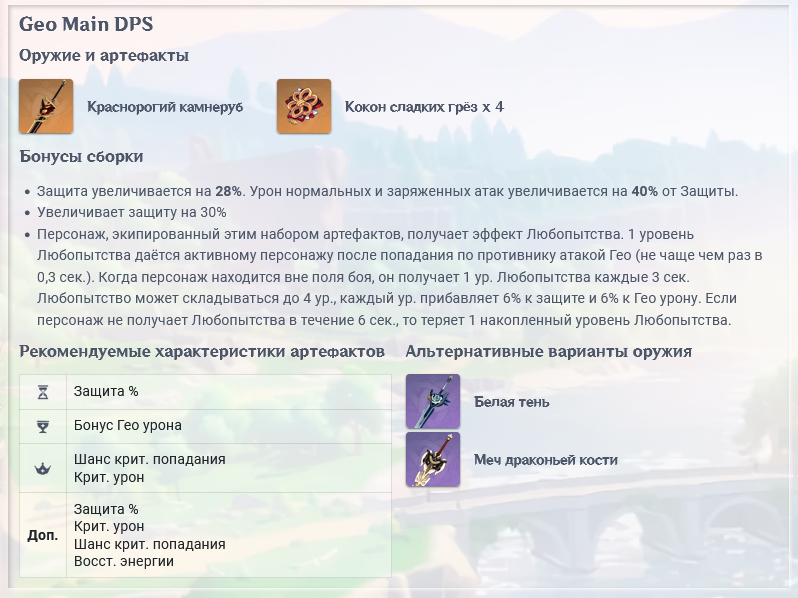 Geo Main DPS
Оружие и артефакты
Краснорогий камнеруб
Кокон сладких грёз x 4
Бонусы сборки
• Защита увеличивается на 28%. Урон нормальных и заряженных атак увеличивается на 40% от Защиты.
• Увеличивает защиту на 30%
• Персонаж, экипированный этим набором артефактов, получает эффект Любопытства. 1 уровень
Любопытства даётся активному персонажу после попадания по противнику атакой Гео (не чаще чем раз в
0,3 сек.). Когда персонаж находится вне поля боя, он получает 1 ур. Любопытства каждые 3 сек.
Любопытство может складываться до 4 ур., каждый ур. прибавляет 6% к защите и 6% к Гео урону. Если
персонаж не получает Любопытства в течение 6 сек., то теряет 1 накопленный уровень Любопытства.
Рекомендуемые характеристики артефактов
Защита %
Бонус Гео урона
Шанс крит. попадания
Крит. урон
Доп.
Защита %
Крит. урон
Шанс крит. попадания
Восст. энергии
Альтернативные варианты оружия
Белая тень
Меч драконьей кости